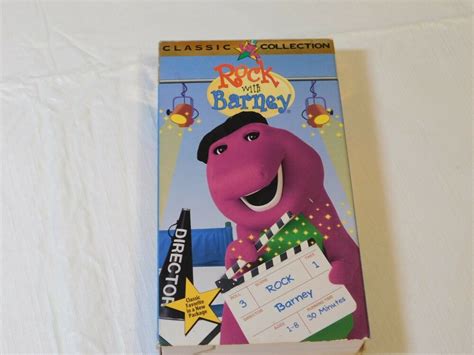 CLASSIC COLLECTION
Rock
with
Barney
DIRECTOR
Classic
Favorite
in a New
Package
3 ROCK 1
DIRECTOR
Barney
1-8 30 Minutes